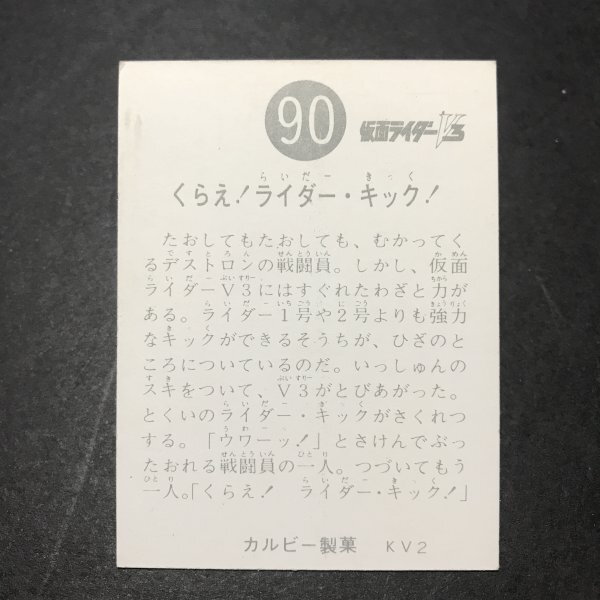 90
仮面ライダーV3
くらえ!ライダー・キック!
たおしてもたおしても、むかってく
るデストロンの戦闘員。しかし、仮面
ライダーV3にはすぐれたわざと力が
ある。ライダー1号や2号よりも強力
なキックができるそうちが、ひざのと
ころについているのだ。いっしゅんの
スキをついて、V3がとびあがった。
とくいのライダー・キックがさくれつ
する。「ウワーッ!」とさけんでぶっ
たおれる戦闘員の一人。つづいてもう
一人。「くらえ! ライダー・キック!」
カルビー製菓 KV2